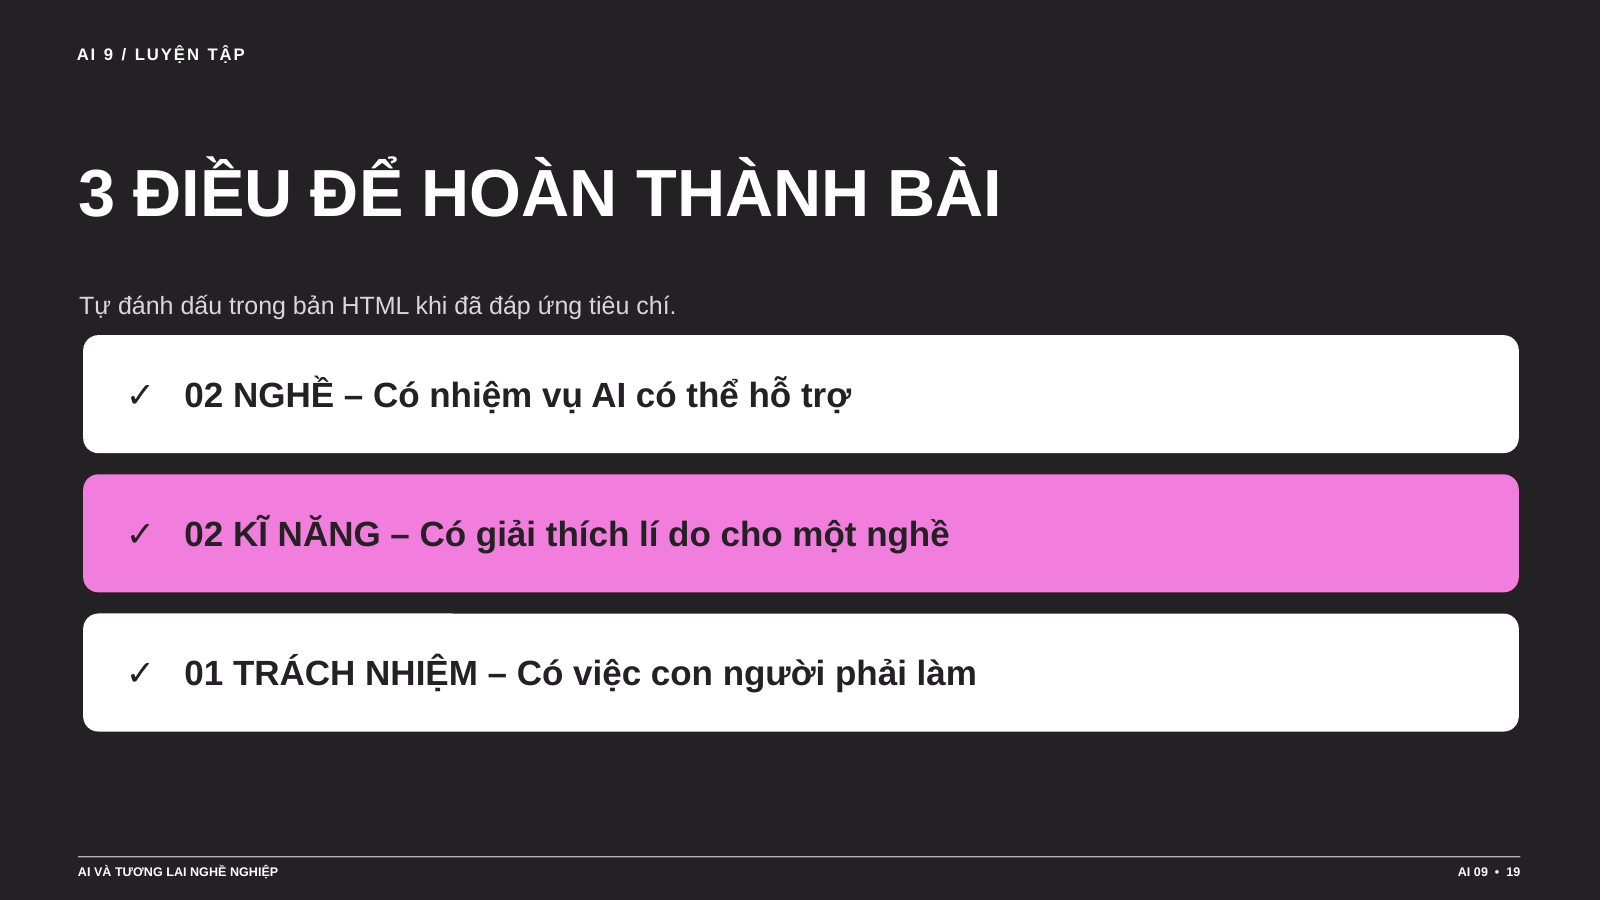 AI 9 / LUYỆN TẬP
3 ĐIỀU ĐỂ HOÀN THÀNH BÀI
Tự đánh dấu trong bản HTML khi đã đáp ứng tiêu chí.
✓ 02 NGHỀ – Có nhiệm vụ AI có thể hỗ trợ
✓ 02 KĨ NĂNG – Có giải thích lí do cho một nghề
✓ 01 TRÁCH NHIỆM – Có việc con người phải làm
AI VÀ TƯƠNG LAI NGHỀ NGHIỆP
AI 09 • 19